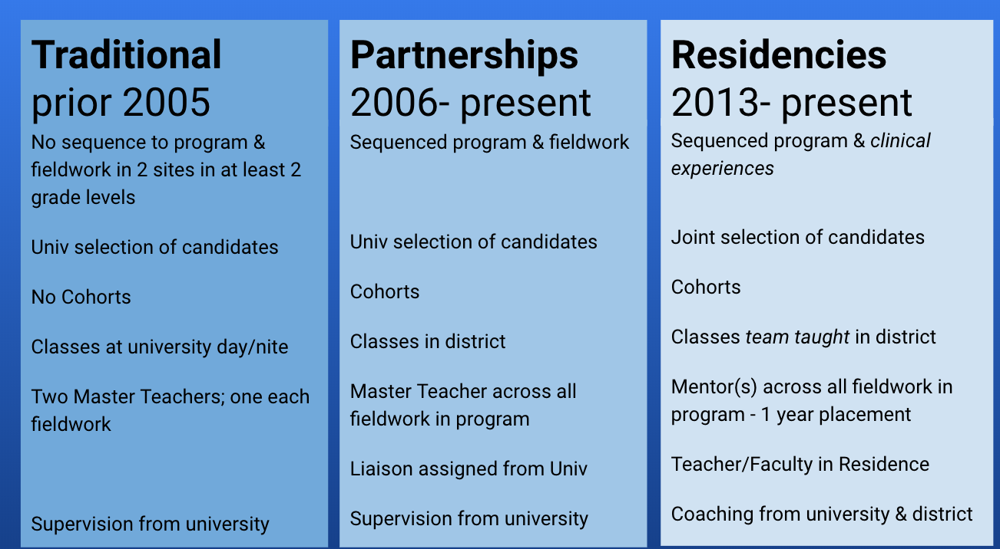 Traditional
prior 2005
No sequence to program &
fieldwork in 2 sites in at least 2
grade levels
Univ selection of candidates
No Cohorts
Classes at university day/nite
Two Master Teachers; one each
fieldwork
Supervision from university
Partnerships
2006- present
Sequenced program & fieldwork
Univ selection of candidates
Cohorts
Classes in district
Master Teacher across all
fieldwork in program
Liaison assigned from Univ
Supervision from university
Residencies
2013- present
Sequenced program & clinical
experiences
Joint selection of candidates
Cohorts
Classes team taught in district
Mentor(s) across all fieldwork in
program - 1 year placement
Teacher/Faculty in Residence
Coaching from university & district